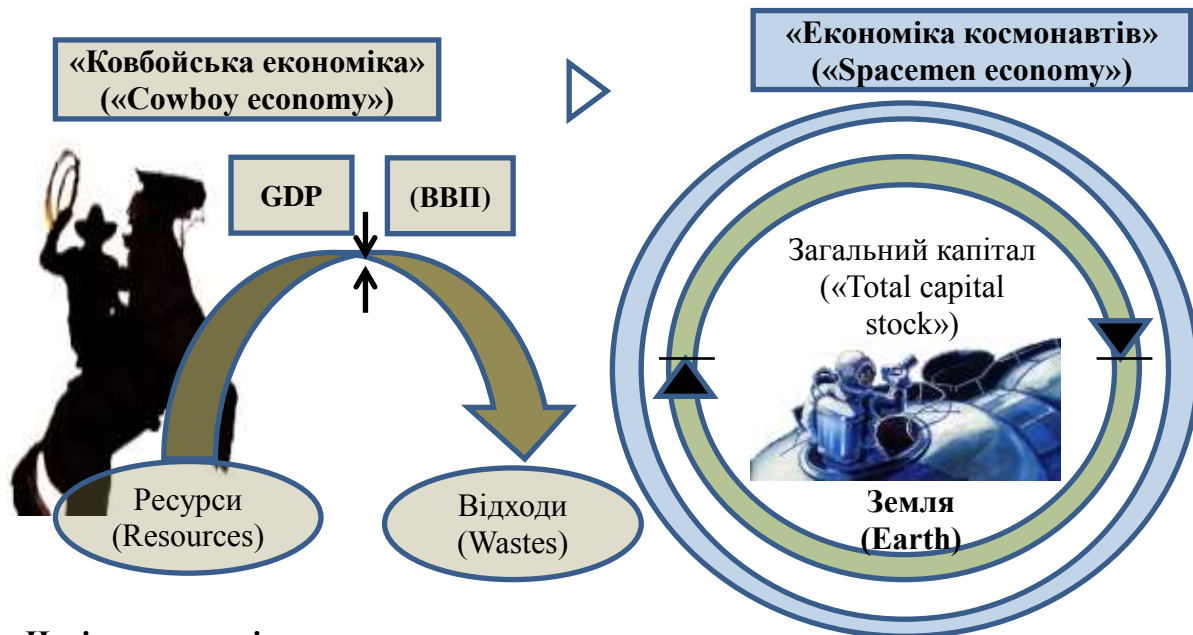 «Ковбойська економіка»
(«Cowboy economy»)
«Економіка космонавтів»
(«Spacemen economy»)
GDP
(ВВП)
Загальний капітал
(«Total capital
stock»)
Ресурси
(Resources)
Відходи
(Wastes)
Земля
(Earth)